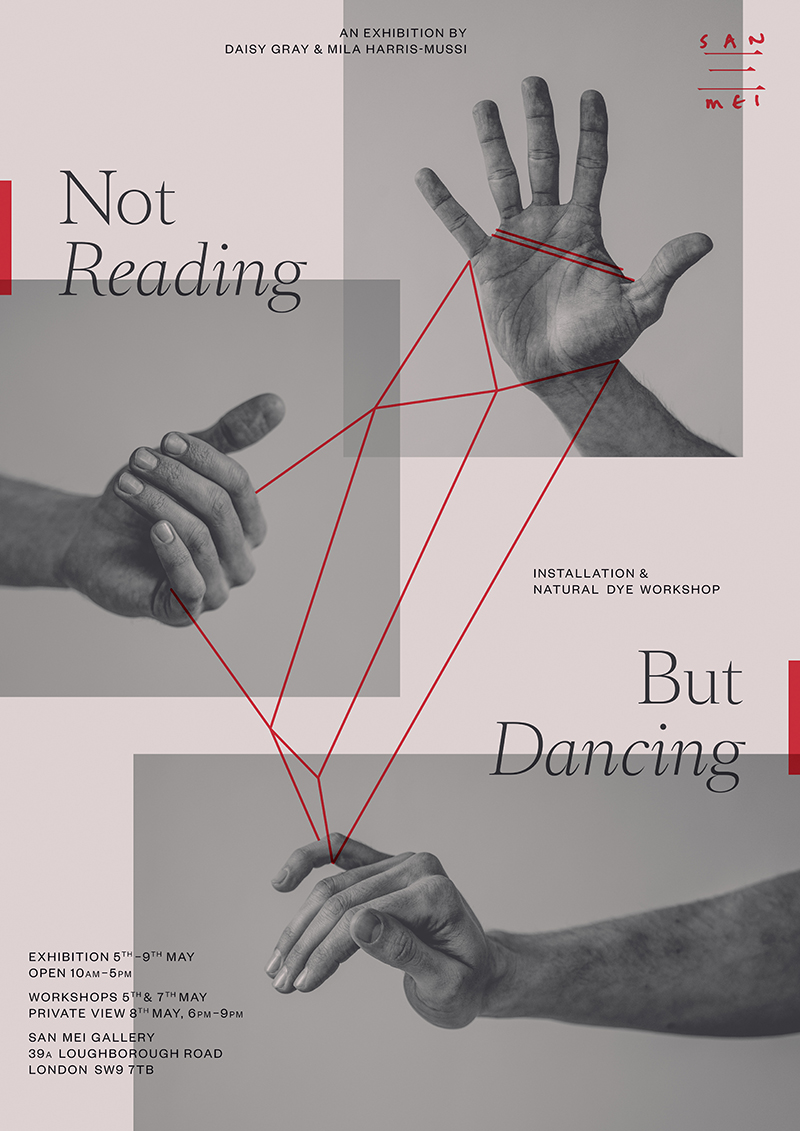 AN EXHIBITION BY
DAISY GRAY & MILA HARRIS-MUSSI
SAN
MEI
Not
Reading
INSTALLATION &
NATURAL DYE WORKSHOP
But
Dancing
EXHIBITION 5TH–9TH MAY
OPEN 10AM–5PM
WORKSHOPS 5TH & 7TH MAY
PRIVATE VIEW 8TH MAY, 6PM–9PM
SAN MEI GALLERY
39A LOUGHBOROUGH ROAD
LONDON SW9 7TB